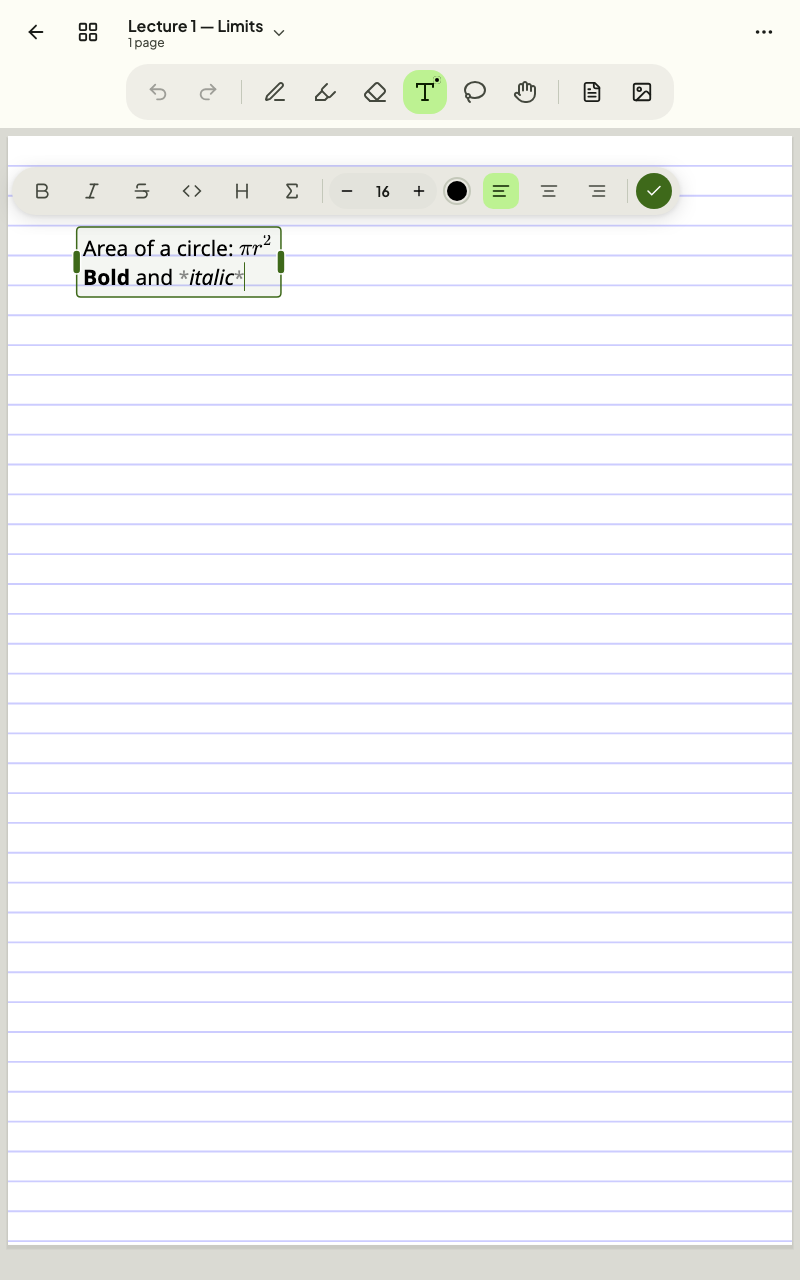 Lecture 1 — Limits
1 page
T
B I H Σ 16
Area of a circle: πr²
Bold and *italic*